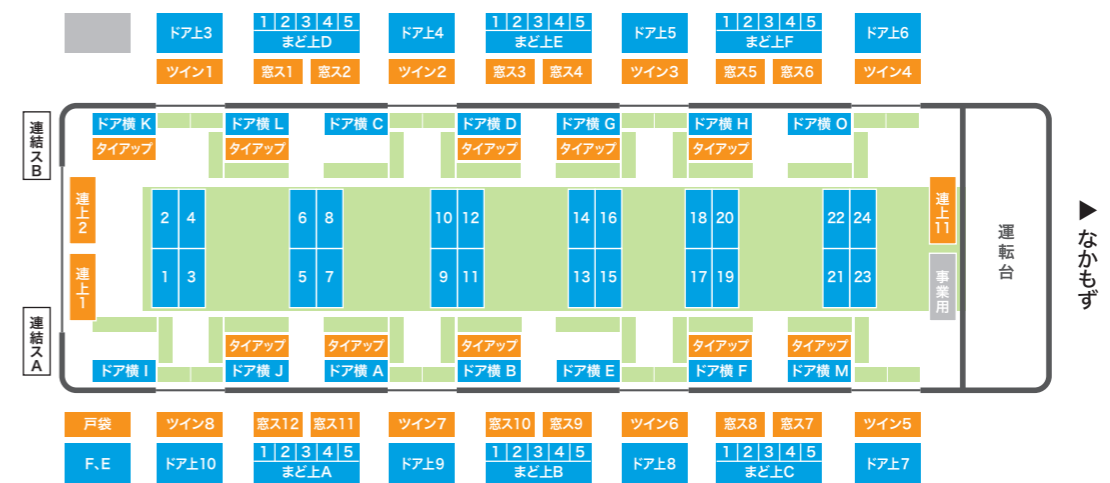 ドア上3
1 2 3 4 5
まど上D
ドア上4
1 2 3 4 5
まど上E
ドア上5
1 2 3 4 5
まど上F
ドア上6
ツイン1
窓ス1
窓ス2
ツイン2
窓ス3
窓ス4
ツイン3
窓ス5
窓ス6
ツイン4
連結スB
ドア横 K
ドア横 L
ドア横 C
ドア横 D
ドア横 G
ドア横 H
ドア横 O
タイアップ
タイアップ
タイアップ
タイアップ
タイアップ
連上2
2 4
6 8
10 12
14 16
18 20
22 24
連上11
運転台
▶なかもず
連上1
1 3
5 7
9 11
13 15
17 19
21 23
事業用
連結スA
タイアップ
タイアップ
タイアップ
タイアップ
タイアップ
ドア横 I
ドア横 J
ドア横 A
ドア横 B
ドア横 E
ドア横 F
ドア横 M
戸袋
ツイン8
窓ス12
窓ス11
ツイン7
窓ス10
窓ス9
ツイン6
窓ス8
窓ス7
ツイン5
F、E
ドア上10
1 2 3 4 5
まど上A
ドア上9
1 2 3 4 5
まど上B
ドア上8
1 2 3 4 5
まど上C
ドア上7